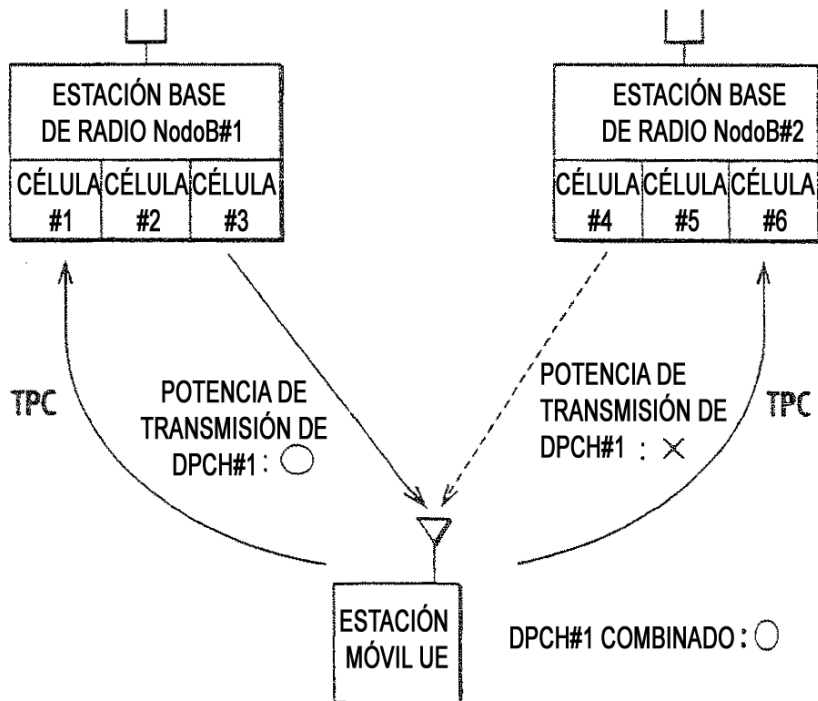 ESTACIÓN BASE
DE RADIO NodoB#1
CÉLULA #1
CÉLULA #2
CÉLULA #3
ESTACIÓN BASE
DE RADIO NodoB#2
CÉLULA #4
CÉLULA #5
CÉLULA #6
TPC
POTENCIA DE
TRANSMISIÓN DE
DPCH#1 : ○
POTENCIA DE
TRANSMISIÓN DE
DPCH#1 : ×
TPC
ESTACIÓN
MÓVIL UE
DPCH#1 COMBINADO : ○